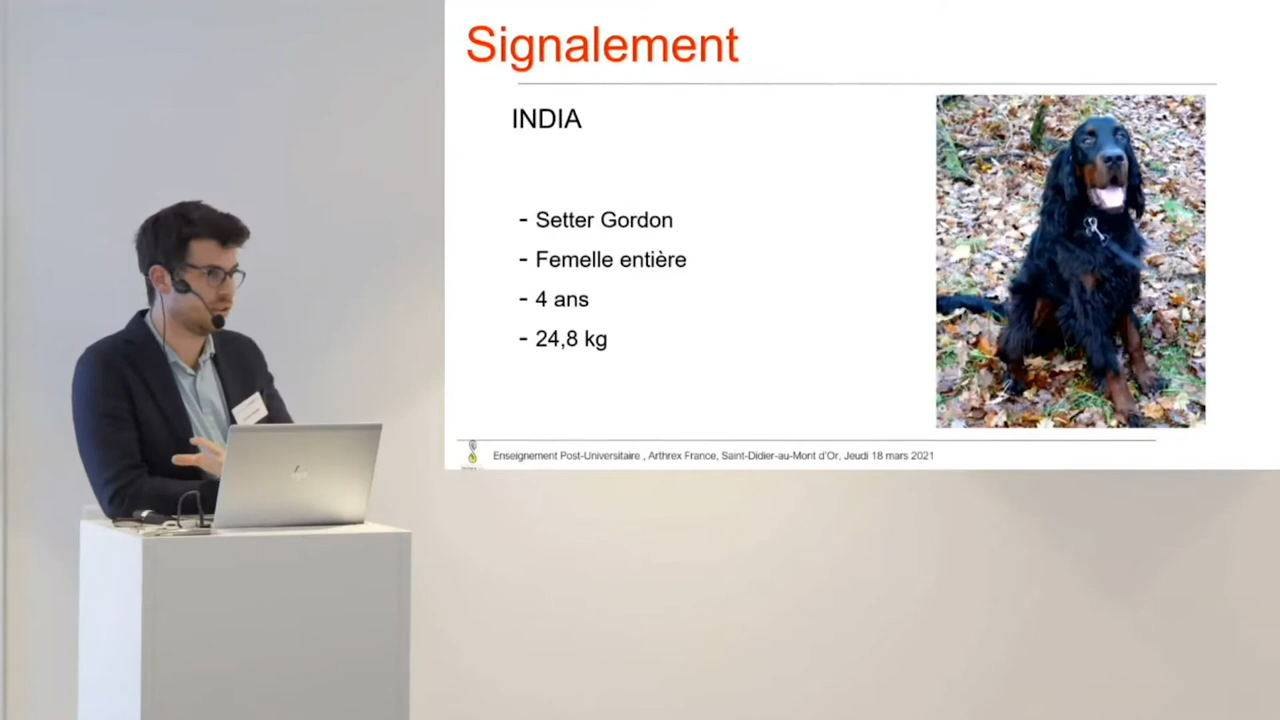 Signalement
INDIA
- Setter Gordon
- Femelle entière
- 4 ans
- 24,8 kg
Enseignement Post-Universitaire , Arthrex France, Saint-Didier-au-Mont d'Or, Jeudi 18 mars 2021